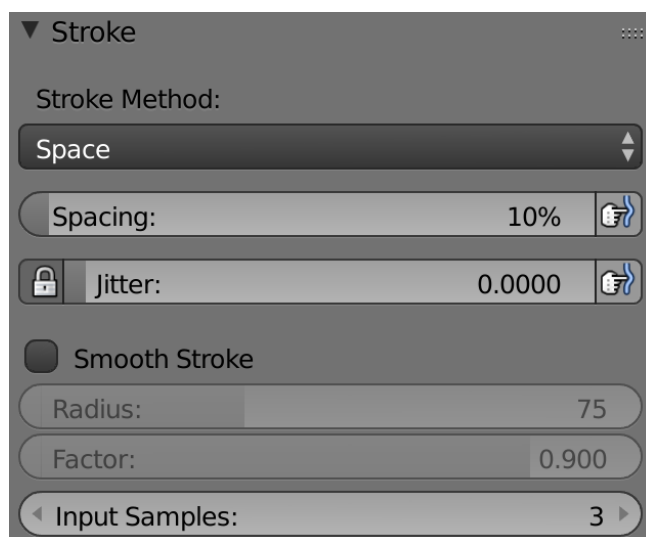 Stroke
Stroke Method:
Space
Spacing: 10%
Jitter: 0.0000
Smooth Stroke
Radius: 75
Factor: 0.900
Input Samples: 3